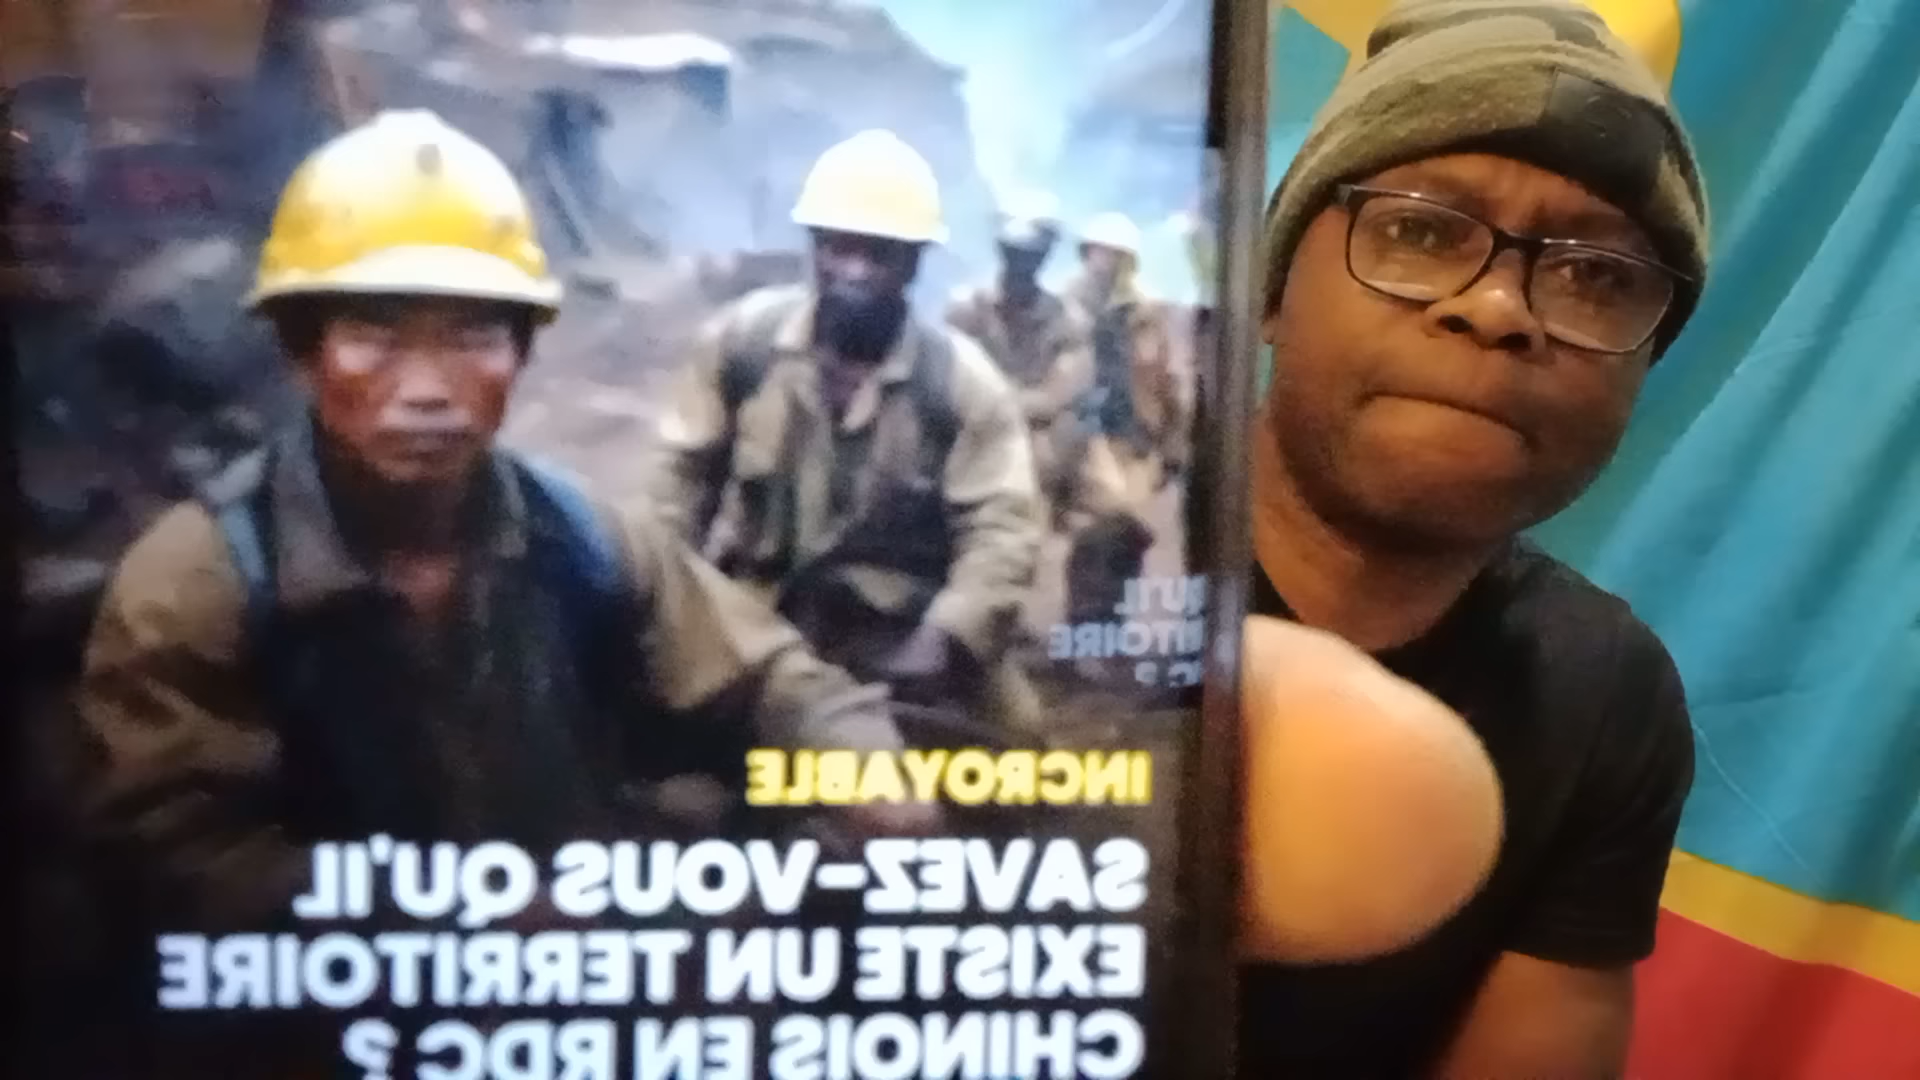 INCROYABLE
SAVEZ-VOUS QU'IL
EXISTE UN TERRITOIRE
CHINOIS EN RDC ?